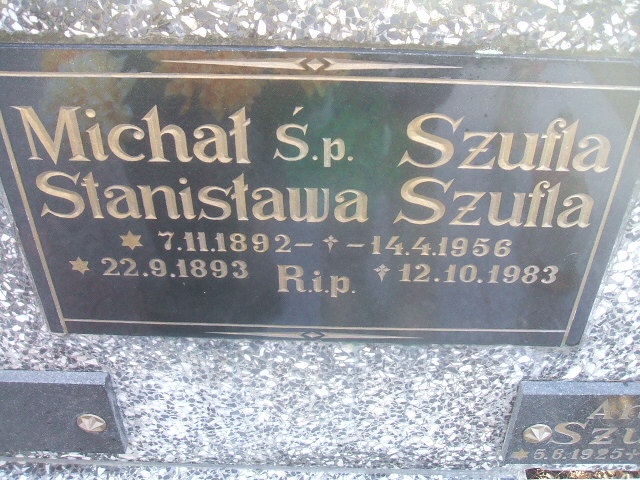 Michał Ś.p. Szufla
Stanisława Szufla
7.11.1892 - - 14.4.1956
22.9.1893 R.i.p. 12.10.1983
5.6.1925